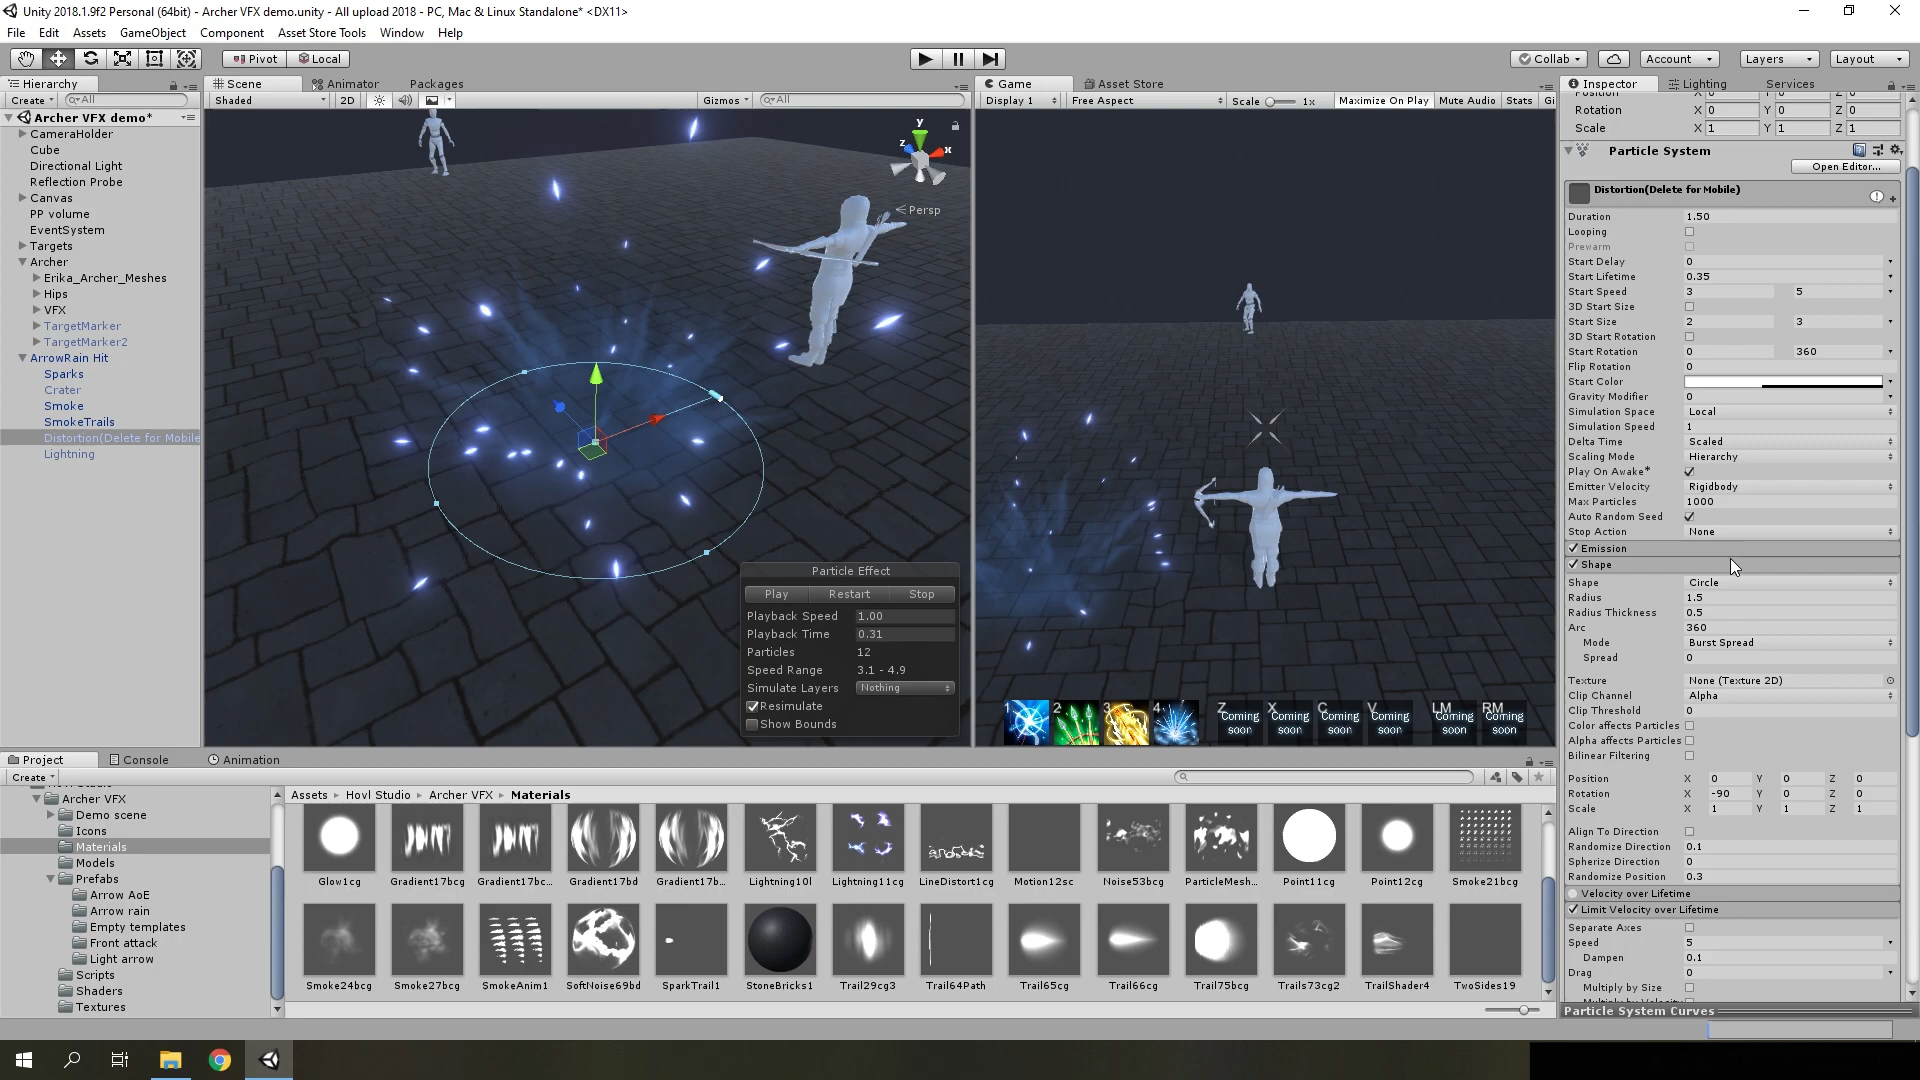 Unity 2018.1.9f2 Personal (64bit) - Archer VFX demo.unity - All upload 2018 - PC, Mac & Linux Standalone* <DX11>
File Edit Assets GameObject Component Asset Store Tools Window Help
Pivot Local Collab Account Layers Layout
Hierarchy
Create All
Archer VFX demo*
CameraHolder
Cube
Directional Light
Reflection Probe
Canvas
PP volume
EventSystem
Targets
Archer
Erika_Archer_Meshes
Hips
VFX
TargetMarker
TargetMarker2
ArrowRain Hit
Sparks
Crater
Smoke
SmokeTrails
Distortion(Delete for Mobile
Lightning
Scene Animator Packages
Shaded 2D Gizmos All
y
z x
Persp
Particle Effect
Play Restart Stop
Playback Speed 1.00
Playback Time 0.31
Particles 12
Speed Range 3.1 - 4.9
Simulate Layers Nothing
Resimulate
Show Bounds
Game Asset Store
Display 1 Free Aspect Scale 1x Maximize On Play Mute Audio Stats Gi
1 2 3 4 Z X C V LM RM
Coming soon Coming soon Coming soon Coming soon Coming soon Coming soon
Inspector Lighting Services
Position X 0 Y 0 Z 0
Rotation X 0 Y 0 Z 0
Scale X 1 Y 1 Z 1
Particle System
Open Editor...
Distortion(Delete for Mobile)
Duration 1.50
Looping
Prewarm
Start Delay 0
Start Lifetime 0.35
Start Speed 3 5
3D Start Size
Start Size 2 3
3D Start Rotation
Start Rotation 0 360
Flip Rotation 0
Start Color
Gravity Modifier 0
Simulation Space Local
Simulation Speed 1
Delta Time Scaled
Scaling Mode Hierarchy
Play On Awake*
Emitter Velocity Rigidbody
Max Particles 1000
Auto Random Seed
Stop Action None
Emission
Shape
Shape Circle
Radius 1.5
Radius Thickness 0.5
Arc 360
Mode Burst Spread
Spread 0
Texture None (Texture 2D)
Clip Channel Alpha
Clip Threshold 0
Color affects Particles
Alpha affects Particles
Bilinear Filtering
Position X 0 Y 0 Z 0
Rotation X -90 Y 0 Z 0
Scale X 1 Y 1 Z 1
Align To Direction
Randomize Direction 0.1
Spherize Direction 0
Randomize Position 0.3
Velocity over Lifetime
Limit Velocity over Lifetime
Separate Axes
Speed 5
Dampen 0.1
Drag 0
Multiply by Size
Multiply by Velocity
Particle System Curves
Project Console Animation
Create
Hovl Studio
Archer VFX
Demo scene
Icons
Materials
Models
Prefabs
Arrow AoE
Arrow rain
Empty templates
Front attack
Light arrow
Scripts
Shaders
Textures
Assets Hovl Studio Archer VFX Materials
Glow1cg Gradient17bcg Gradient17bc... Gradient17bd Gradient17b... Lightning10l Lightning11cg LineDistort1cg Motion12sc Noise53bcg ParticleMesh... Point11cg Point12cg Smoke21bcg
Smoke24bcg Smoke27bcg SmokeAnim1 SoftNoise69bd SparkTrail1 StoneBricks1 Trail29cg3 Trail64Path Trail65cg Trail66cg Trail75bcg Trails73cg2 TrailShader4 TwoSides19